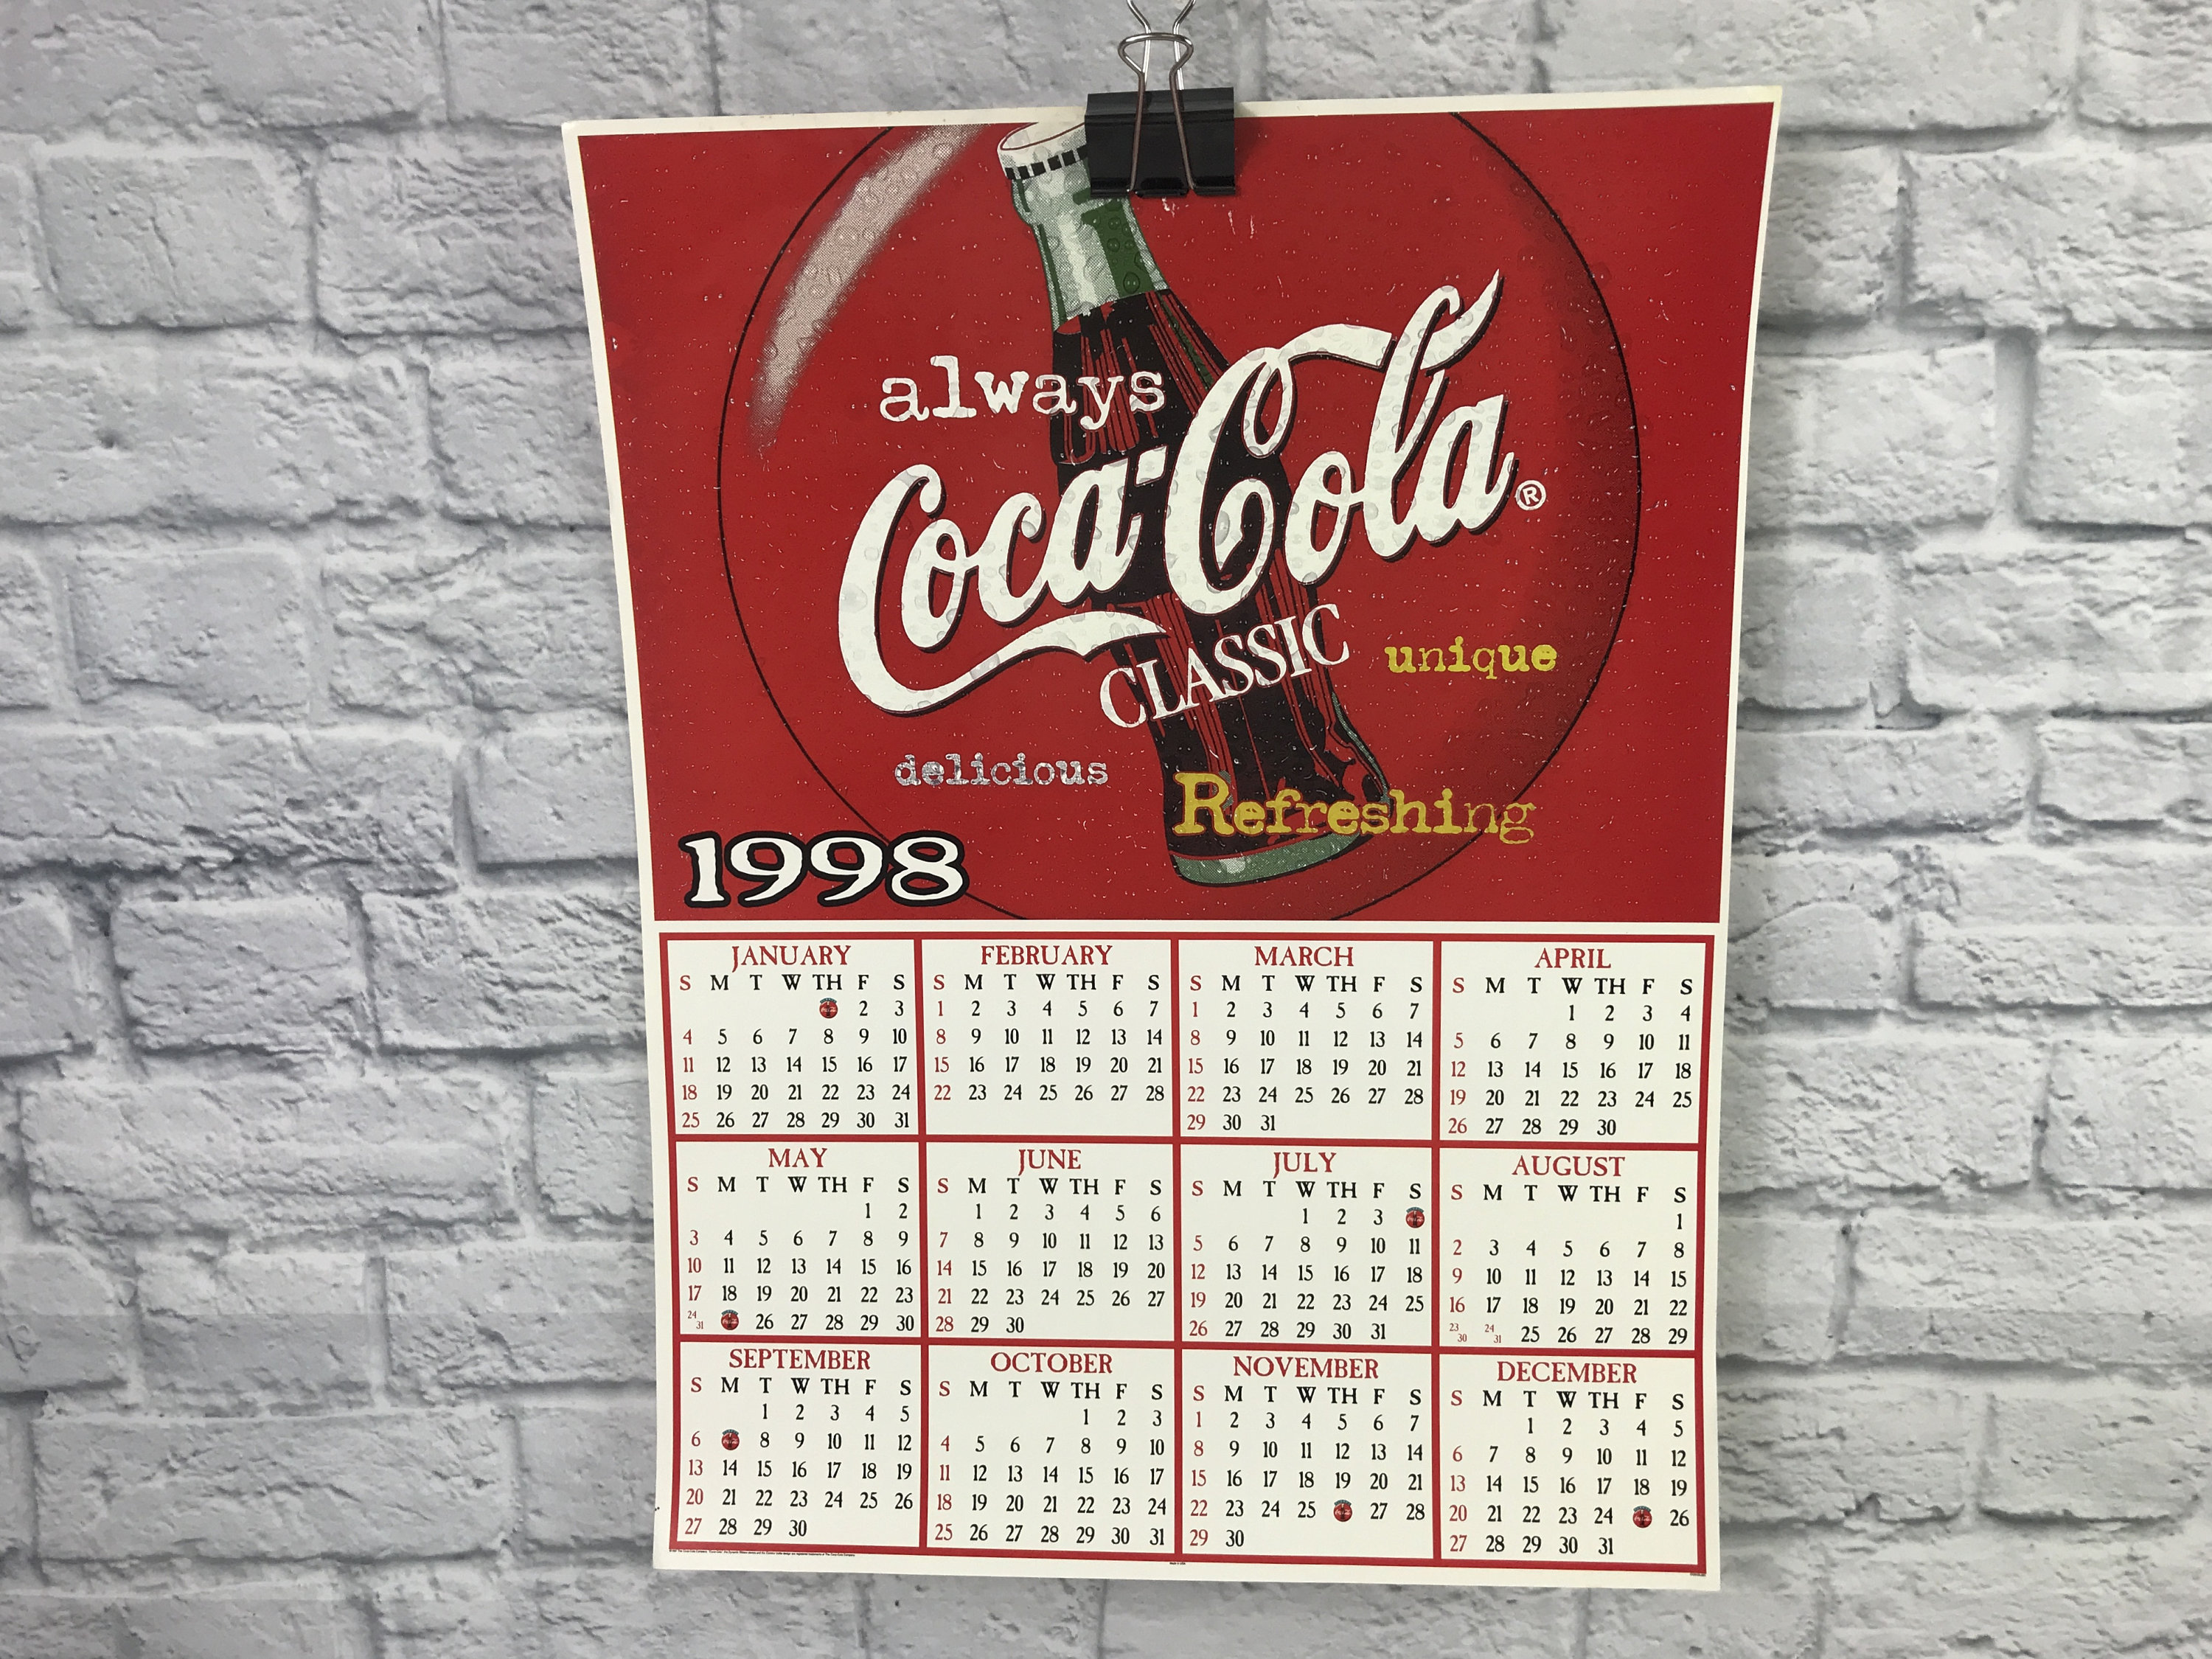 always
Coca-Cola®
CLASSIC
unique
delicious
Refreshing
1998
JANUARY
S M T W TH F S
2 3
4 5 6 7 8 9 10
11 12 13 14 15 16 17
18 19 20 21 22 23 24
25 26 27 28 29 30 31
FEBRUARY
S M T W TH F S
1 2 3 4 5 6 7
8 9 10 11 12 13 14
15 16 17 18 19 20 21
22 23 24 25 26 27 28
MARCH
S M T W TH F S
1 2 3 4 5 6 7
8 9 10 11 12 13 14
15 16 17 18 19 20 21
22 23 24 25 26 27 28
29 30 31
APRIL
S M T W TH F S
1 2 3 4
5 6 7 8 9 10 11
12 13 14 15 16 17 18
19 20 21 22 23 24 25
26 27 28 29 30
MAY
S M T W TH F S
1 2
3 4 5 6 7 8 9
10 11 12 13 14 15 16
17 18 19 20 21 22 23
24 31 26 27 28 29 30
JUNE
S M T W TH F S
1 2 3 4 5 6
7 8 9 10 11 12 13
14 15 16 17 18 19 20
21 22 23 24 25 26 27
28 29 30
JULY
S M T W TH F S
1 2 3
5 6 7 8 9 10 11
12 13 14 15 16 17 18
19 20 21 22 23 24 25
26 27 28 29 30 31
AUGUST
S M T W TH F S
1
2 3 4 5 6 7 8
9 10 11 12 13 14 15
16 17 18 19 20 21 22
23 30 24 31 25 26 27 28 29
SEPTEMBER
S M T W TH F S
1 2 3 4 5
6 8 9 10 11 12
13 14 15 16 17 18 19
20 21 22 23 24 25 26
27 28 29 30
OCTOBER
S M T W TH F S
1 2 3
4 5 6 7 8 9 10
11 12 13 14 15 16 17
18 19 20 21 22 23 24
25 26 27 28 29 30 31
NOVEMBER
S M T W TH F S
1 2 3 4 5 6 7
8 9 10 11 12 13 14
15 16 17 18 19 20 21
22 23 24 25 27 28
29 30
DECEMBER
S M T W TH F S
1 2 3 4 5
6 7 8 9 10 11 12
13 14 15 16 17 18 19
20 21 22 23 24 26
27 28 29 30 31